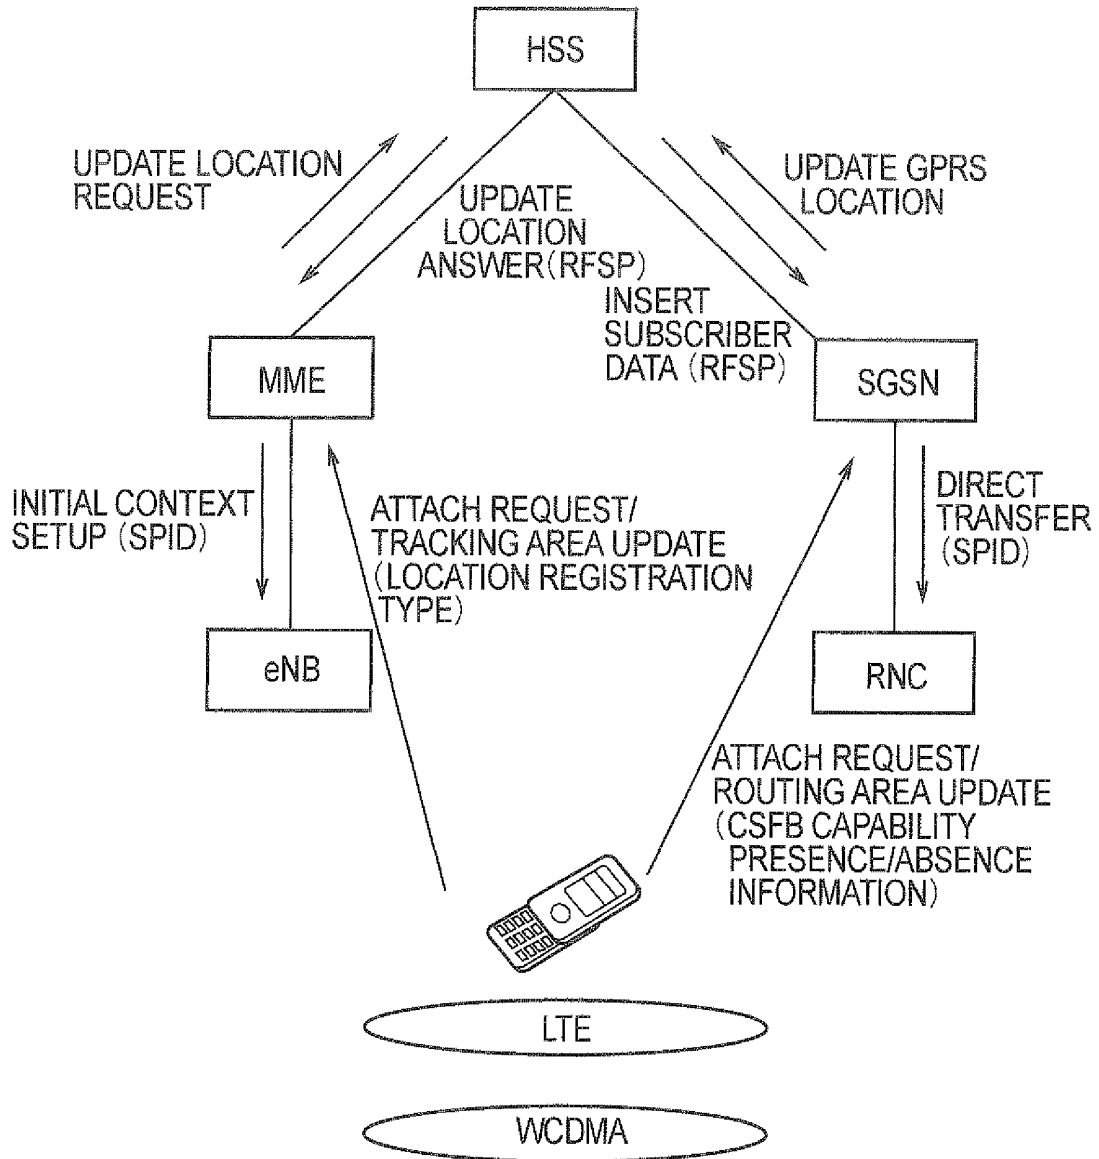 HSS
UPDATE LOCATION
REQUEST
UPDATE
LOCATION
ANSWER(RFSP)
UPDATE GPRS
LOCATION
INSERT
SUBSCRIBER
DATA (RFSP)
MME
SGSN
INITIAL CONTEXT
SETUP (SPID)
ATTACH REQUEST/
TRACKING AREA UPDATE
(LOCATION REGISTRATION
TYPE)
DIRECT
TRANSFER
(SPID)
eNB
RNC
ATTACH REQUEST/
ROUTING AREA UPDATE
(CSFB CAPABILITY
PRESENCE/ABSENCE
INFORMATION)
LTE
WCDMA